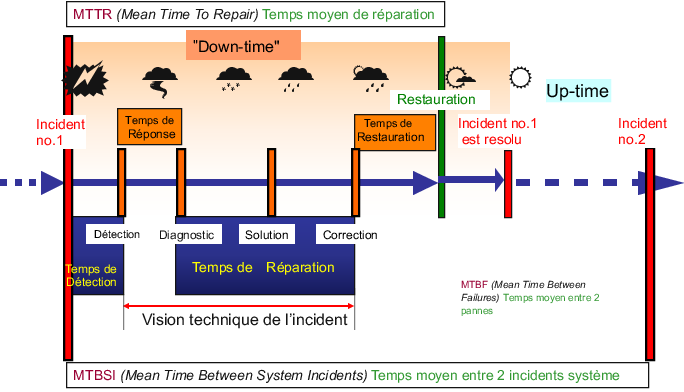 MTTR (Mean Time To Repair) Temps moyen de réparation
"Down-time"
Restauration
Up-time
Incident
no.1
Temps de
Réponse
Temps de
Restauration
Incident no.1
est resolu
Incident
no.2
Détection
Diagnostic
Solution
Correction
Temps de
Détection
Temps de Réparation
Vision technique de l'incident
MTBF (Mean Time Between
Failures) Temps moyen entre 2
pannes
MTBSI (Mean Time Between System Incidents) Temps moyen entre 2 incidents système